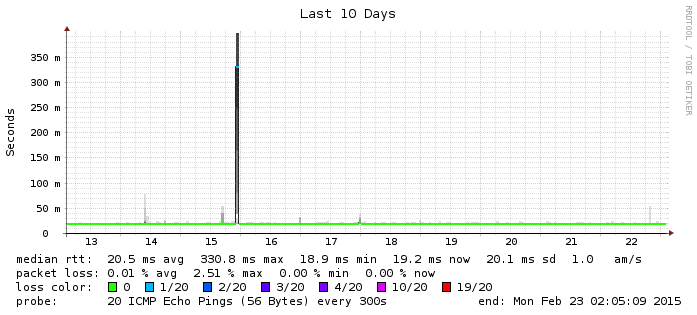 Last 10 Days
RRDTOOL / TOBI OETIKER
Seconds
350 m
300 m
250 m
200 m
150 m
100 m
50 m
0
13 14 15 16 17 18 19 20 21 22
median rtt: 20.5 ms avg 330.8 ms max 18.9 ms min 19.2 ms now 20.1 ms sd 1.0 am/s
packet loss: 0.01 % avg 2.51 % max 0.00 % min 0.00 % now
loss color: 0 1/20 2/20 3/20 4/20 10/20 19/20
probe: 20 ICMP Echo Pings (56 Bytes) every 300s end: Mon Feb 23 02:05:09 2015